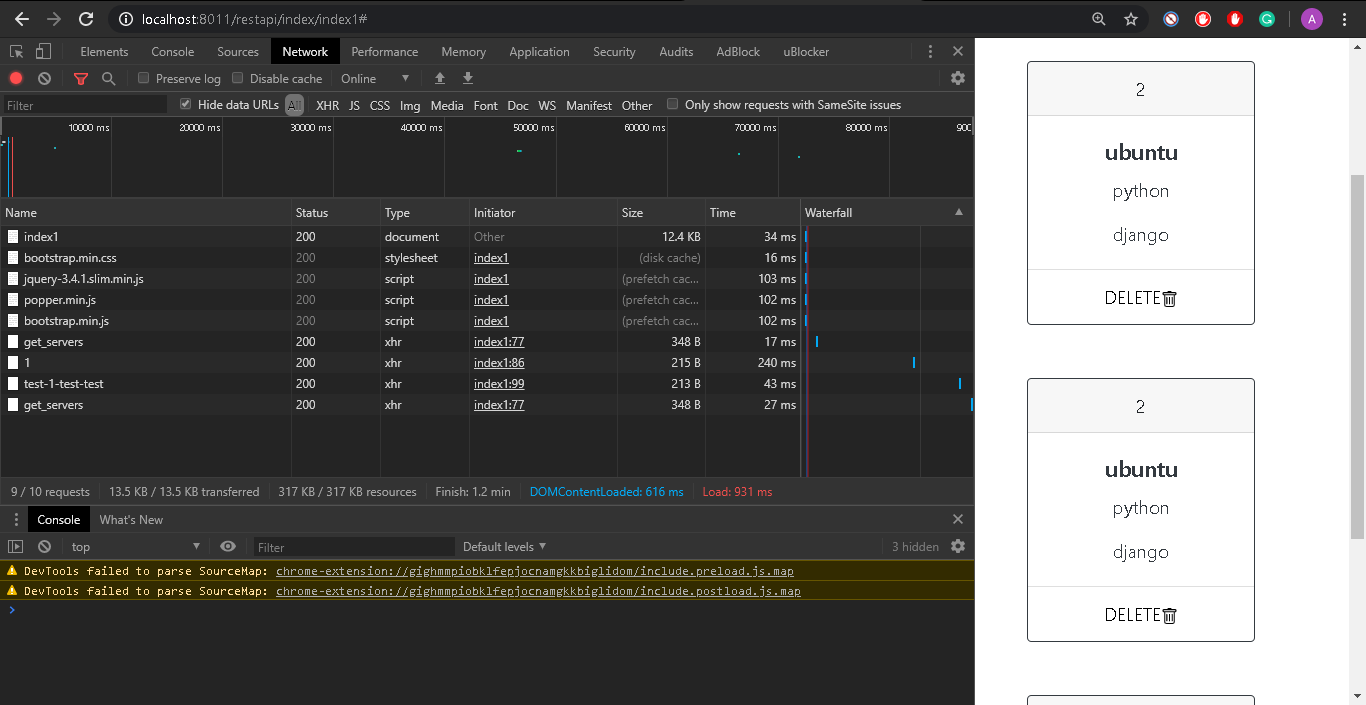 localhost:8011/restapi/index/index1#
A
Elements Console Sources Network Performance Memory Application Security Audits AdBlock uBlocker
Preserve log Disable cache Online
Filter Hide data URLs All XHR JS CSS Img Media Font Doc WS Manifest Other Only show requests with SameSite issues
10000 ms 20000 ms 30000 ms 40000 ms 50000 ms 60000 ms 70000 ms 80000 ms 900
Name Status Type Initiator Size Time Waterfall
index1 200 document Other 12.4 KB 34 ms
bootstrap.min.css 200 stylesheet index1 (disk cache) 16 ms
jquery-3.4.1.slim.min.js 200 script index1 (prefetch cac... 103 ms
popper.min.js 200 script index1 (prefetch cac... 102 ms
bootstrap.min.js 200 script index1 (prefetch cac... 102 ms
get_servers 200 xhr index1:77 348 B 17 ms
1 200 xhr index1:86 215 B 240 ms
test-1-test-test 200 xhr index1:99 213 B 43 ms
get_servers 200 xhr index1:77 348 B 27 ms
9 / 10 requests 13.5 KB / 13.5 KB transferred 317 KB / 317 KB resources Finish: 1.2 min DOMContentLoaded: 616 ms Load: 931 ms
Console What's New
top Filter Default levels 3 hidden
DevTools failed to parse SourceMap: chrome-extension://gighmmpiobklfepjocnamgkkbiglidom/include.preload.js.map
DevTools failed to parse SourceMap: chrome-extension://gighmmpiobklfepjocnamgkkbiglidom/include.postload.js.map
2
ubuntu
python
django
DELETE
2
ubuntu
python
django
DELETE